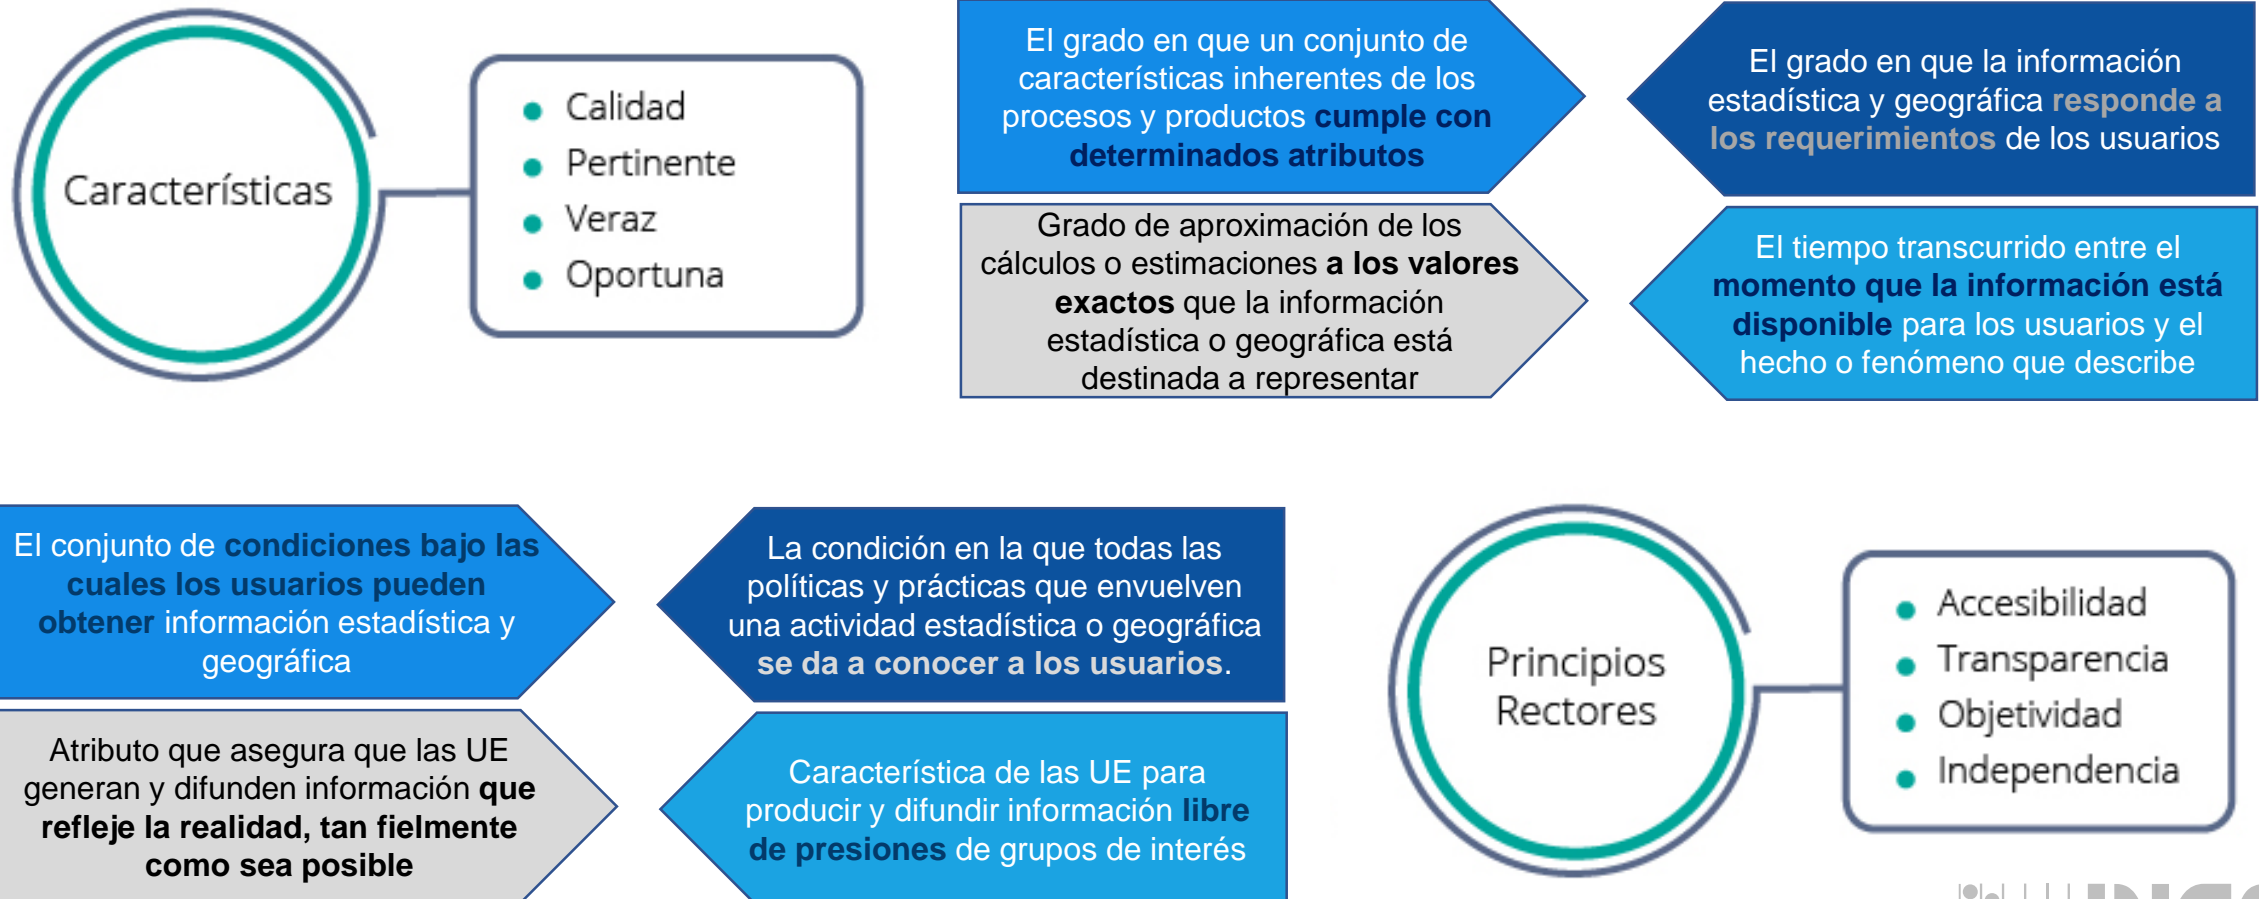 Características
Calidad
Pertinente
Veraz
Oportuna
El grado en que un conjunto de
características inherentes de los
procesos y productos cumple con
determinados atributos
El grado en que la información
estadística y geográfica responde a
los requerimientos de los usuarios
Grado de aproximación de los
cálculos o estimaciones a los valores
exactos que la información
estadística o geográfica está
destinada a representar
El tiempo transcurrido entre el
momento que la información está
disponible para los usuarios y el
hecho o fenómeno que describe
El conjunto de condiciones bajo las
cuales los usuarios pueden
obtener información estadística y
geográfica
La condición en la que todas las
políticas y prácticas que envuelven
una actividad estadística o geográfica
se da a conocer a los usuarios.
Atributo que asegura que las UE
generan y difunden información que
refleje la realidad, tan fielmente
como sea posible
Característica de las UE para
producir y difundir información libre
de presiones de grupos de interés
Principios
Rectores
Accesibilidad
Transparencia
Objetividad
Independencia